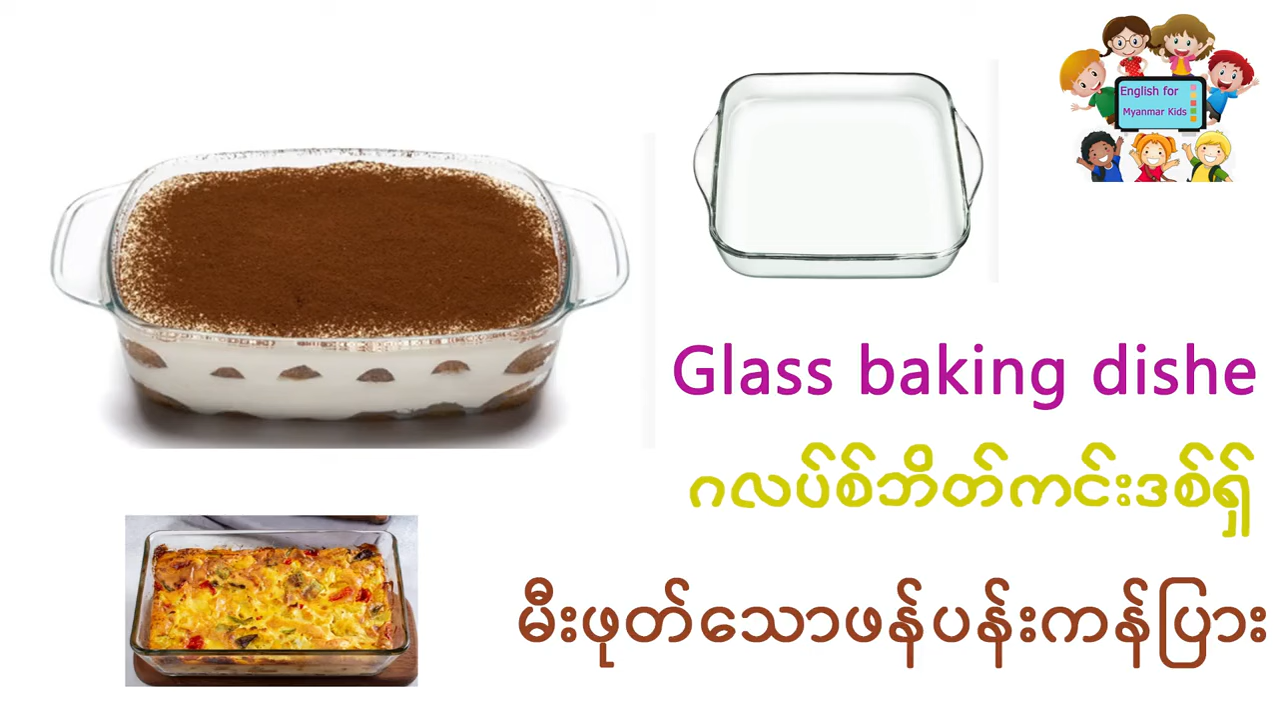 English for
Myanmar Kids
Glass baking dishe
ဂလပ်စ်ဘိတ်ကင်းဒစ်ရှ်
မီးဖုတ်သောဖန်ပန်းကန်ပြား